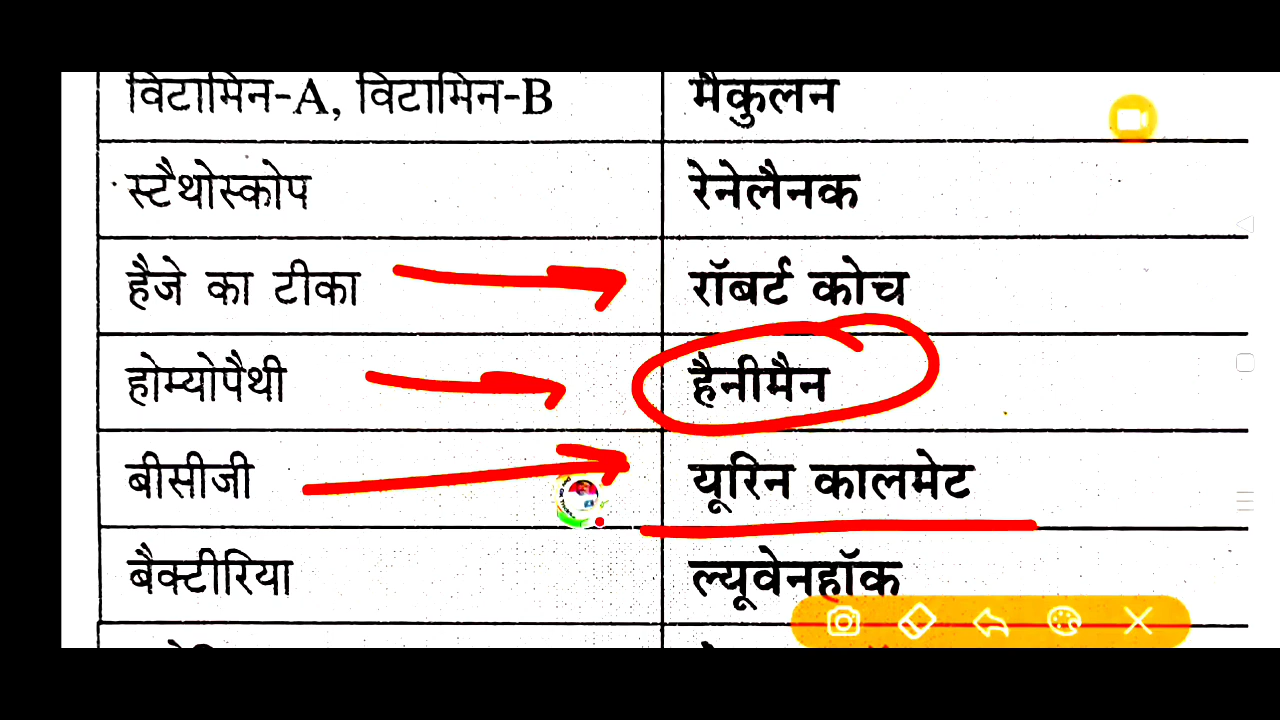 विटामिन-A, विटामिन-B मैकुलन
स्टैथोस्कोप रेनेलैनक
हैजे का टीका रॉबर्ट कोच
होम्योपैथी हैनीमैन
बीसीजी यूरिन कालमेट
बैक्टीरिया ल्यूवेनहॉक